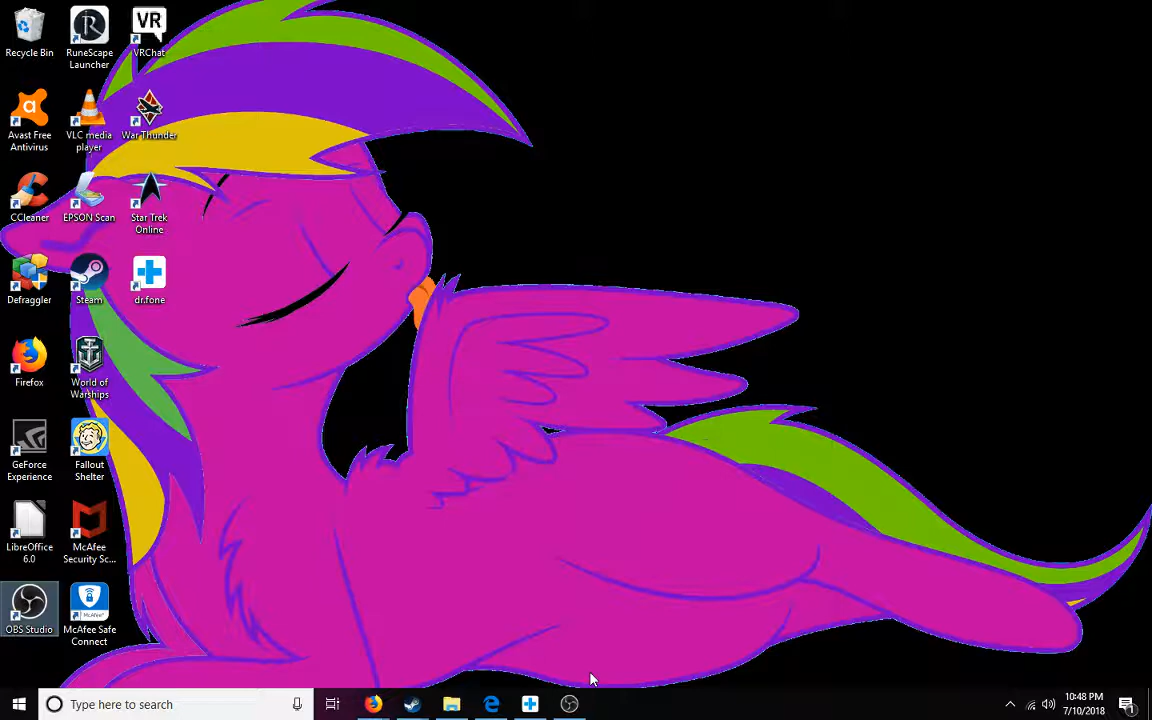 Recycle Bin
RuneScape
Launcher
VR
VRChat
Avast Free
Antivirus
VLC media
player
War Thunder
CCleaner
EPSON Scan
Star Trek
Online
Defraggler
Steam
dr.fone
Firefox
World of
Warships
GeForce
Experience
Fallout
Shelter
LibreOffice
6.0
McAfee
Security Sc...
OBS Studio
McAfee Safe
Connect
Type here to search
10:48 PM
7/10/2018
1